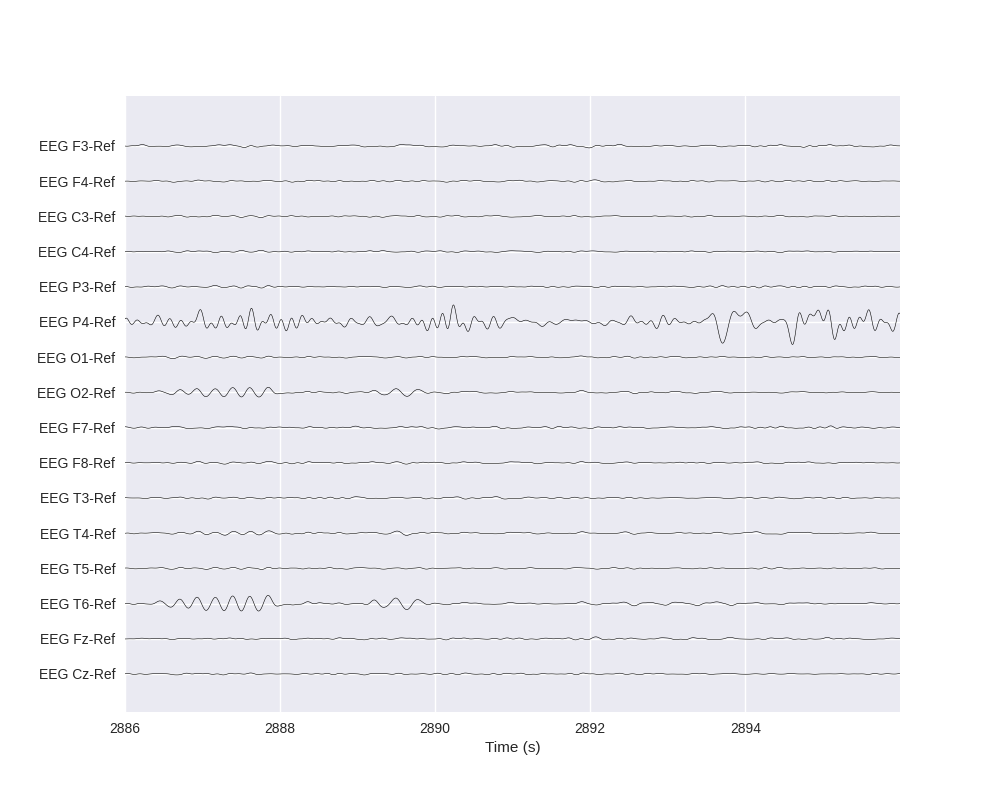 EEG F3-Ref
EEG F4-Ref
EEG C3-Ref
EEG C4-Ref
EEG P3-Ref
EEG P4-Ref
EEG O1-Ref
EEG O2-Ref
EEG F7-Ref
EEG F8-Ref
EEG T3-Ref
EEG T4-Ref
EEG T5-Ref
EEG T6-Ref
EEG Fz-Ref
EEG Cz-Ref
2886 2888 2890 2892 2894
Time (s)